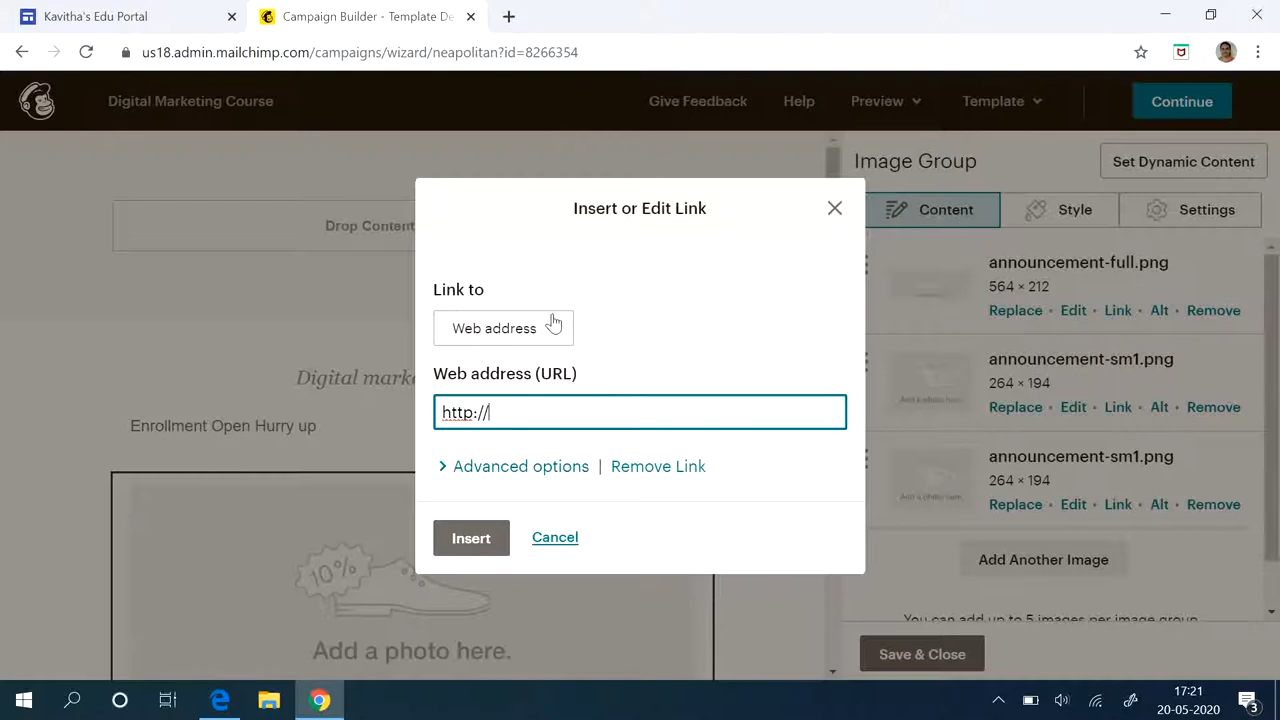 Kavitha's Edu Portal
Campaign Builder - Template De
us18.admin.mailchimp.com/campaigns/wizard/neapolitan?id=8266354
Digital Marketing Course
Give Feedback
Help
Preview
Template
Continue
Image Group
Set Dynamic Content
Content
Style
Settings
Drop Content
Insert or Edit Link
Link to
Web address
Web address (URL)
http://
Advanced options | Remove Link
Insert
Cancel
Digital marke
Enrollment Open Hurry up
10%
Add a photo here.
announcement-full.png
564 × 212
Replace · Edit · Link · Alt · Remove
announcement-sm1.png
264 × 194
Replace · Edit · Link · Alt · Remove
Add a photo here.
announcement-sm1.png
264 × 194
Replace · Edit · Link · Alt · Remove
Add a photo here.
Add Another Image
You can add up to 5 images per image group.
Save & Close
17:21
20-05-2020
3